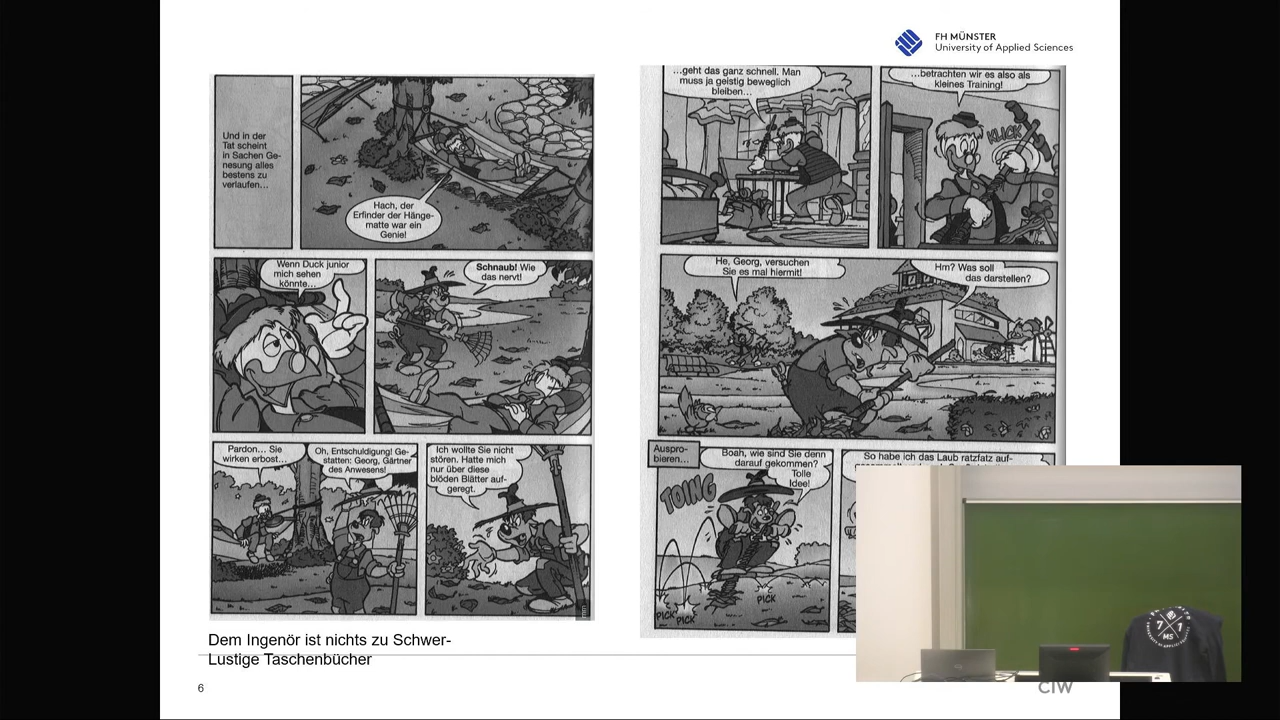 FH MÜNSTER
University of Applied Sciences
Und in der
Tat scheint
in Sachen Ge-
nesung alles
bestens zu
verlaufen...
Hach, der
Erfinder der Hänge-
matte war ein
Genie!
Wenn Duck junior
mich sehen
könnte...
Schnaub! Wie
das nervt!
Pardon... Sie
wirken erbost...
Oh, Entschuldigung! Ge-
statten: Georg, Gärtner
des Anwesens!
Ich wollte Sie nicht
stören. Hatte mich
nur über diese
blöden Blätter auf-
geregt.
...geht das ganz schnell. Man
muss ja geistig beweglich
bleiben...
...betrachten wir es also als
kleines Training!
KLICK
He, Georg, versuchen
Sie es mal hiermit!
Hm? Was soll
das darstellen?
Auspro-
bieren...
Boah, wie sind Sie denn
darauf gekommen?
Tolle
Idee!
TOING
PICK
PICK
PICK
So habe ich das Laub ratzfatz auf-
Dem Ingenör ist nichts zu Schwer-
Lustige Taschenbücher
6
CIW
7 1
MS